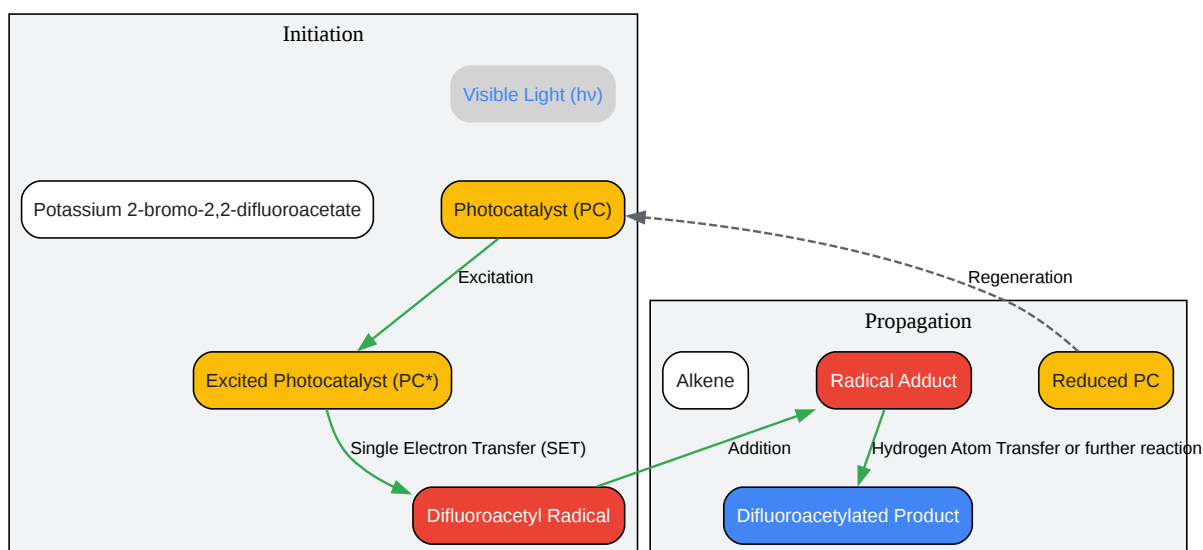 Initiation
Visible Light (hν)
Potassium 2-bromo-2,2-difluoroacetate
Photocatalyst (PC)
Excitation
Regeneration
Propagation
Excited Photocatalyst (PC*)
Alkene
Radical Adduct
Reduced PC
Single Electron Transfer (SET)
Addition
Hydrogen Atom Transfer or further reaction
Difluoroacetyl Radical
Difluoroacetylated Product